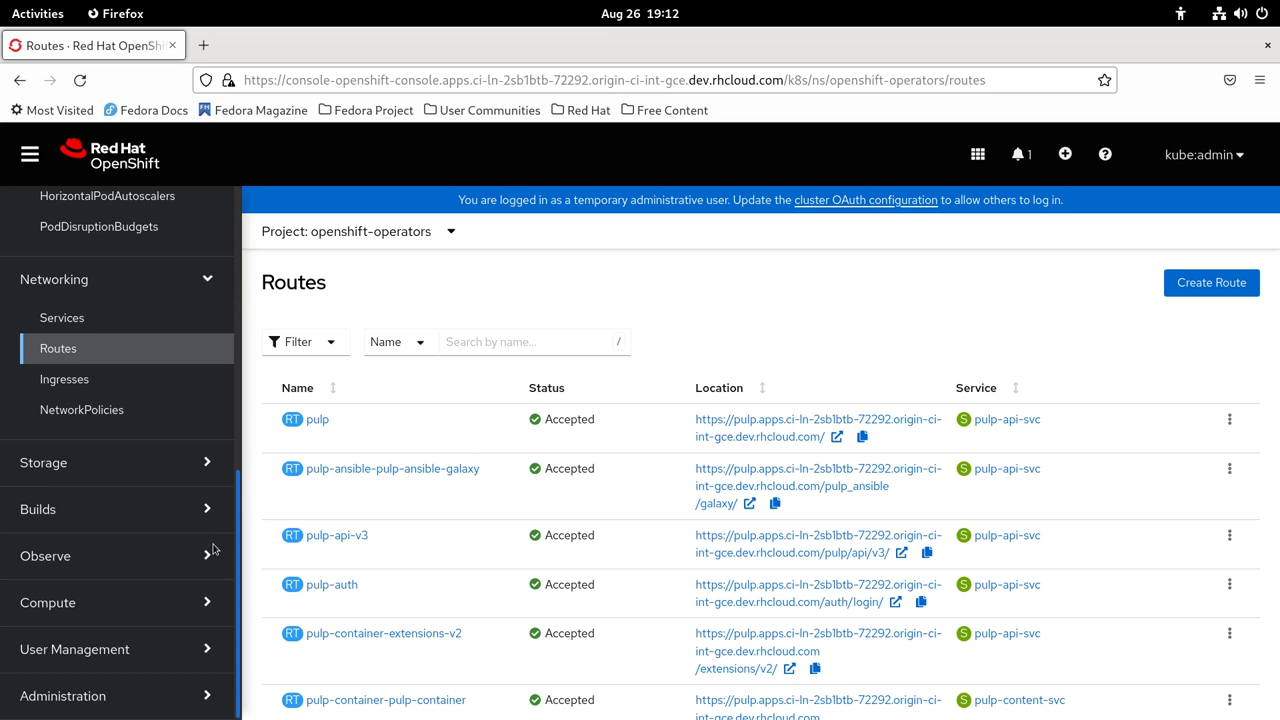 Activities
Firefox
Aug 26 19:12
Routes · Red Hat OpenShi
https://console-openshift-console.apps.ci-ln-2sb1btb-72292.origin-ci-int-gce.dev.rhcloud.com/k8s/ns/openshift-operators/routes
Most Visited
Fedora Docs
Fedora Magazine
Fedora Project
User Communities
Red Hat
Free Content
Red Hat
OpenShift
1
kube:admin
HorizontalPodAutoscalers
PodDisruptionBudgets
Networking
Services
Routes
Ingresses
NetworkPolicies
Storage
Builds
Observe
Compute
User Management
Administration
You are logged in as a temporary administrative user. Update the cluster OAuth configuration to allow others to log in.
Project: openshift-operators
Routes
Create Route
Filter
Name
Search by name...
/
Name
Status
Location
Service
RT pulp
Accepted
https://pulp.apps.ci-ln-2sb1btb-72292.origin-ci-
int-gce.dev.rhcloud.com/
S pulp-api-svc
RT pulp-ansible-pulp-ansible-galaxy
Accepted
https://pulp.apps.ci-ln-2sb1btb-72292.origin-ci-
int-gce.dev.rhcloud.com/pulp_ansible
/galaxy/
S pulp-api-svc
RT pulp-api-v3
Accepted
https://pulp.apps.ci-ln-2sb1btb-72292.origin-ci-
int-gce.dev.rhcloud.com/pulp/api/v3/
S pulp-api-svc
RT pulp-auth
Accepted
https://pulp.apps.ci-ln-2sb1btb-72292.origin-ci-
int-gce.dev.rhcloud.com/auth/login/
S pulp-api-svc
RT pulp-container-extensions-v2
Accepted
https://pulp.apps.ci-ln-2sb1btb-72292.origin-ci-
int-gce.dev.rhcloud.com
/extensions/v2/
S pulp-api-svc
RT pulp-container-pulp-container
Accepted
https://pulp.apps.ci-ln-2sb1btb-72292.origin-ci-
int-gce.dev.rhcloud.com
S pulp-content-svc